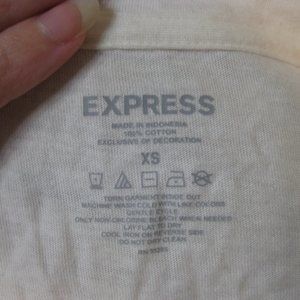 EXPRESS
MADE IN INDONESIA
100% COTTON
EXCLUSIVE OF DECORATION
XS
TURN GARMENT INSIDE OUT
MACHINE WASH COLD WITH LIKE COLORS
GENTLE CYCLE
ONLY NON-CHLORINE BLEACH WHEN NEEDED
LAY FLAT TO DRY
COOL IRON ON REVERSE SIDE
DO NOT DRY CLEAN
RN